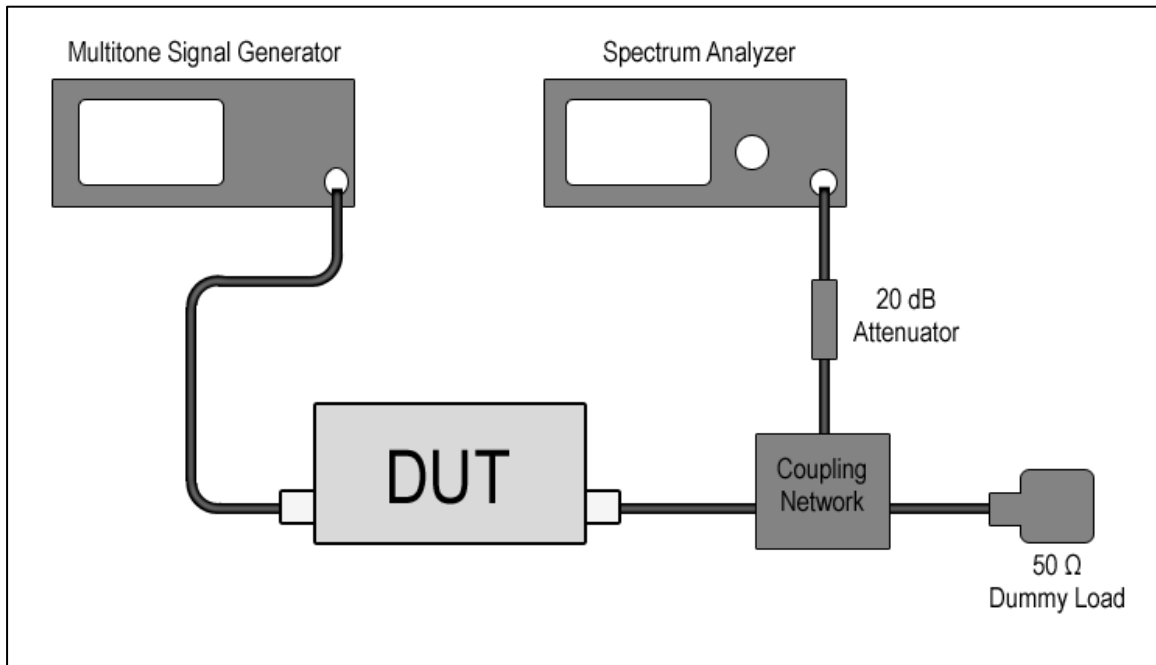 Multitone Signal Generator
Spectrum Analyzer
20 dB
Attenuator
DUT
Coupling
Network
50 Ω
Dummy Load